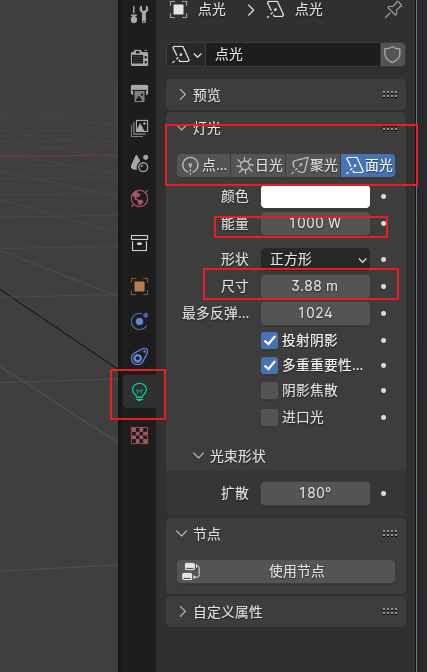 点光 > 点光
点光
预览
灯光
点... 日光 聚光 面光
颜色
能量 1000 W
形状 正方形
尺寸 3.88 m
最多反弹... 1024
投射阴影
多重重要性...
阴影焦散
进口光
光束形状
扩散 180°
节点
使用节点
自定义属性